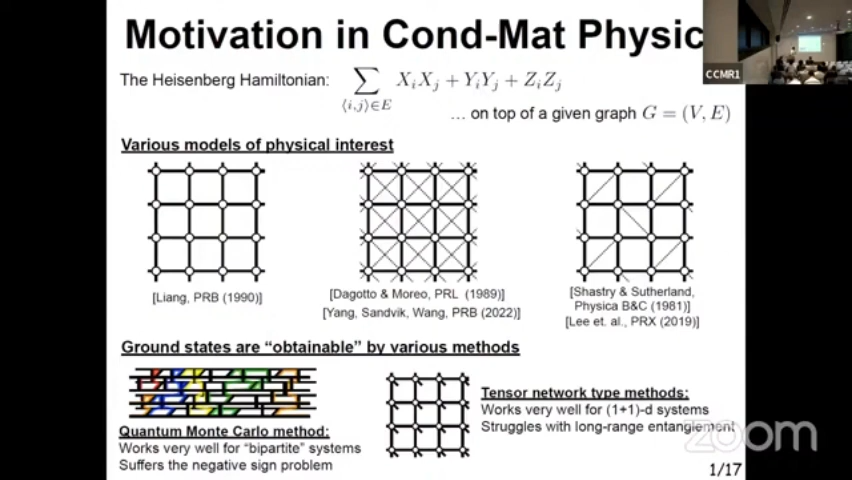 Motivation in Cond-Mat Physic
CCMR1
The Heisenberg Hamiltonian: ∑⟨i,j⟩∈E XiXj + YiYj + ZiZj
... on top of a given graph G = (V, E)
Various models of physical interest
[Liang, PRB (1990)]
[Dagotto & Moreo, PRL (1989)]
[Yang, Sandvik, Wang, PRB (2022)]
[Shastry & Sutherland,
Physica B&C (1981)]
[Lee et. al., PRX (2019)]
Ground states are “obtainable” by various methods
Quantum Monte Carlo method:
Works very well for “bipartite” systems
Suffers the negative sign problem
Tensor network type methods:
Works very well for (1+1)-d systems
Struggles with long-range entanglement
zoom
1/17